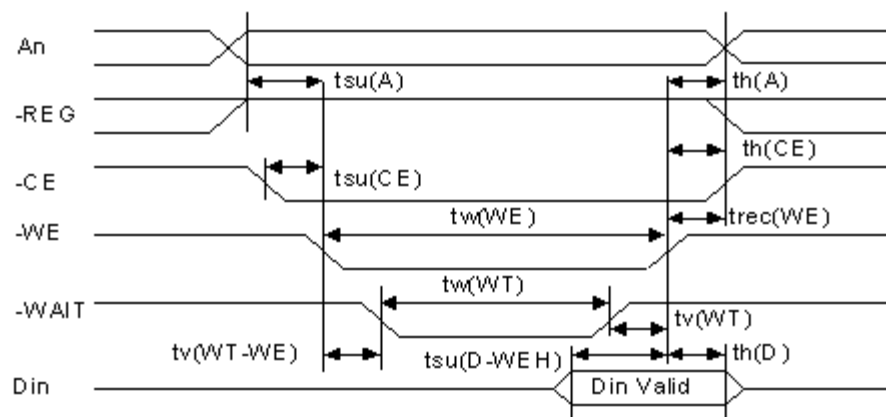 An
tsu(A) th(A)
-REG
th(CE)
-CE tsu(CE)
tw(WE) trec(WE)
-WE
tw(WT)
-WAIT
tv(WT)
tv(WT-WE) tsu(D-WEH) th(D)
Din Din Valid